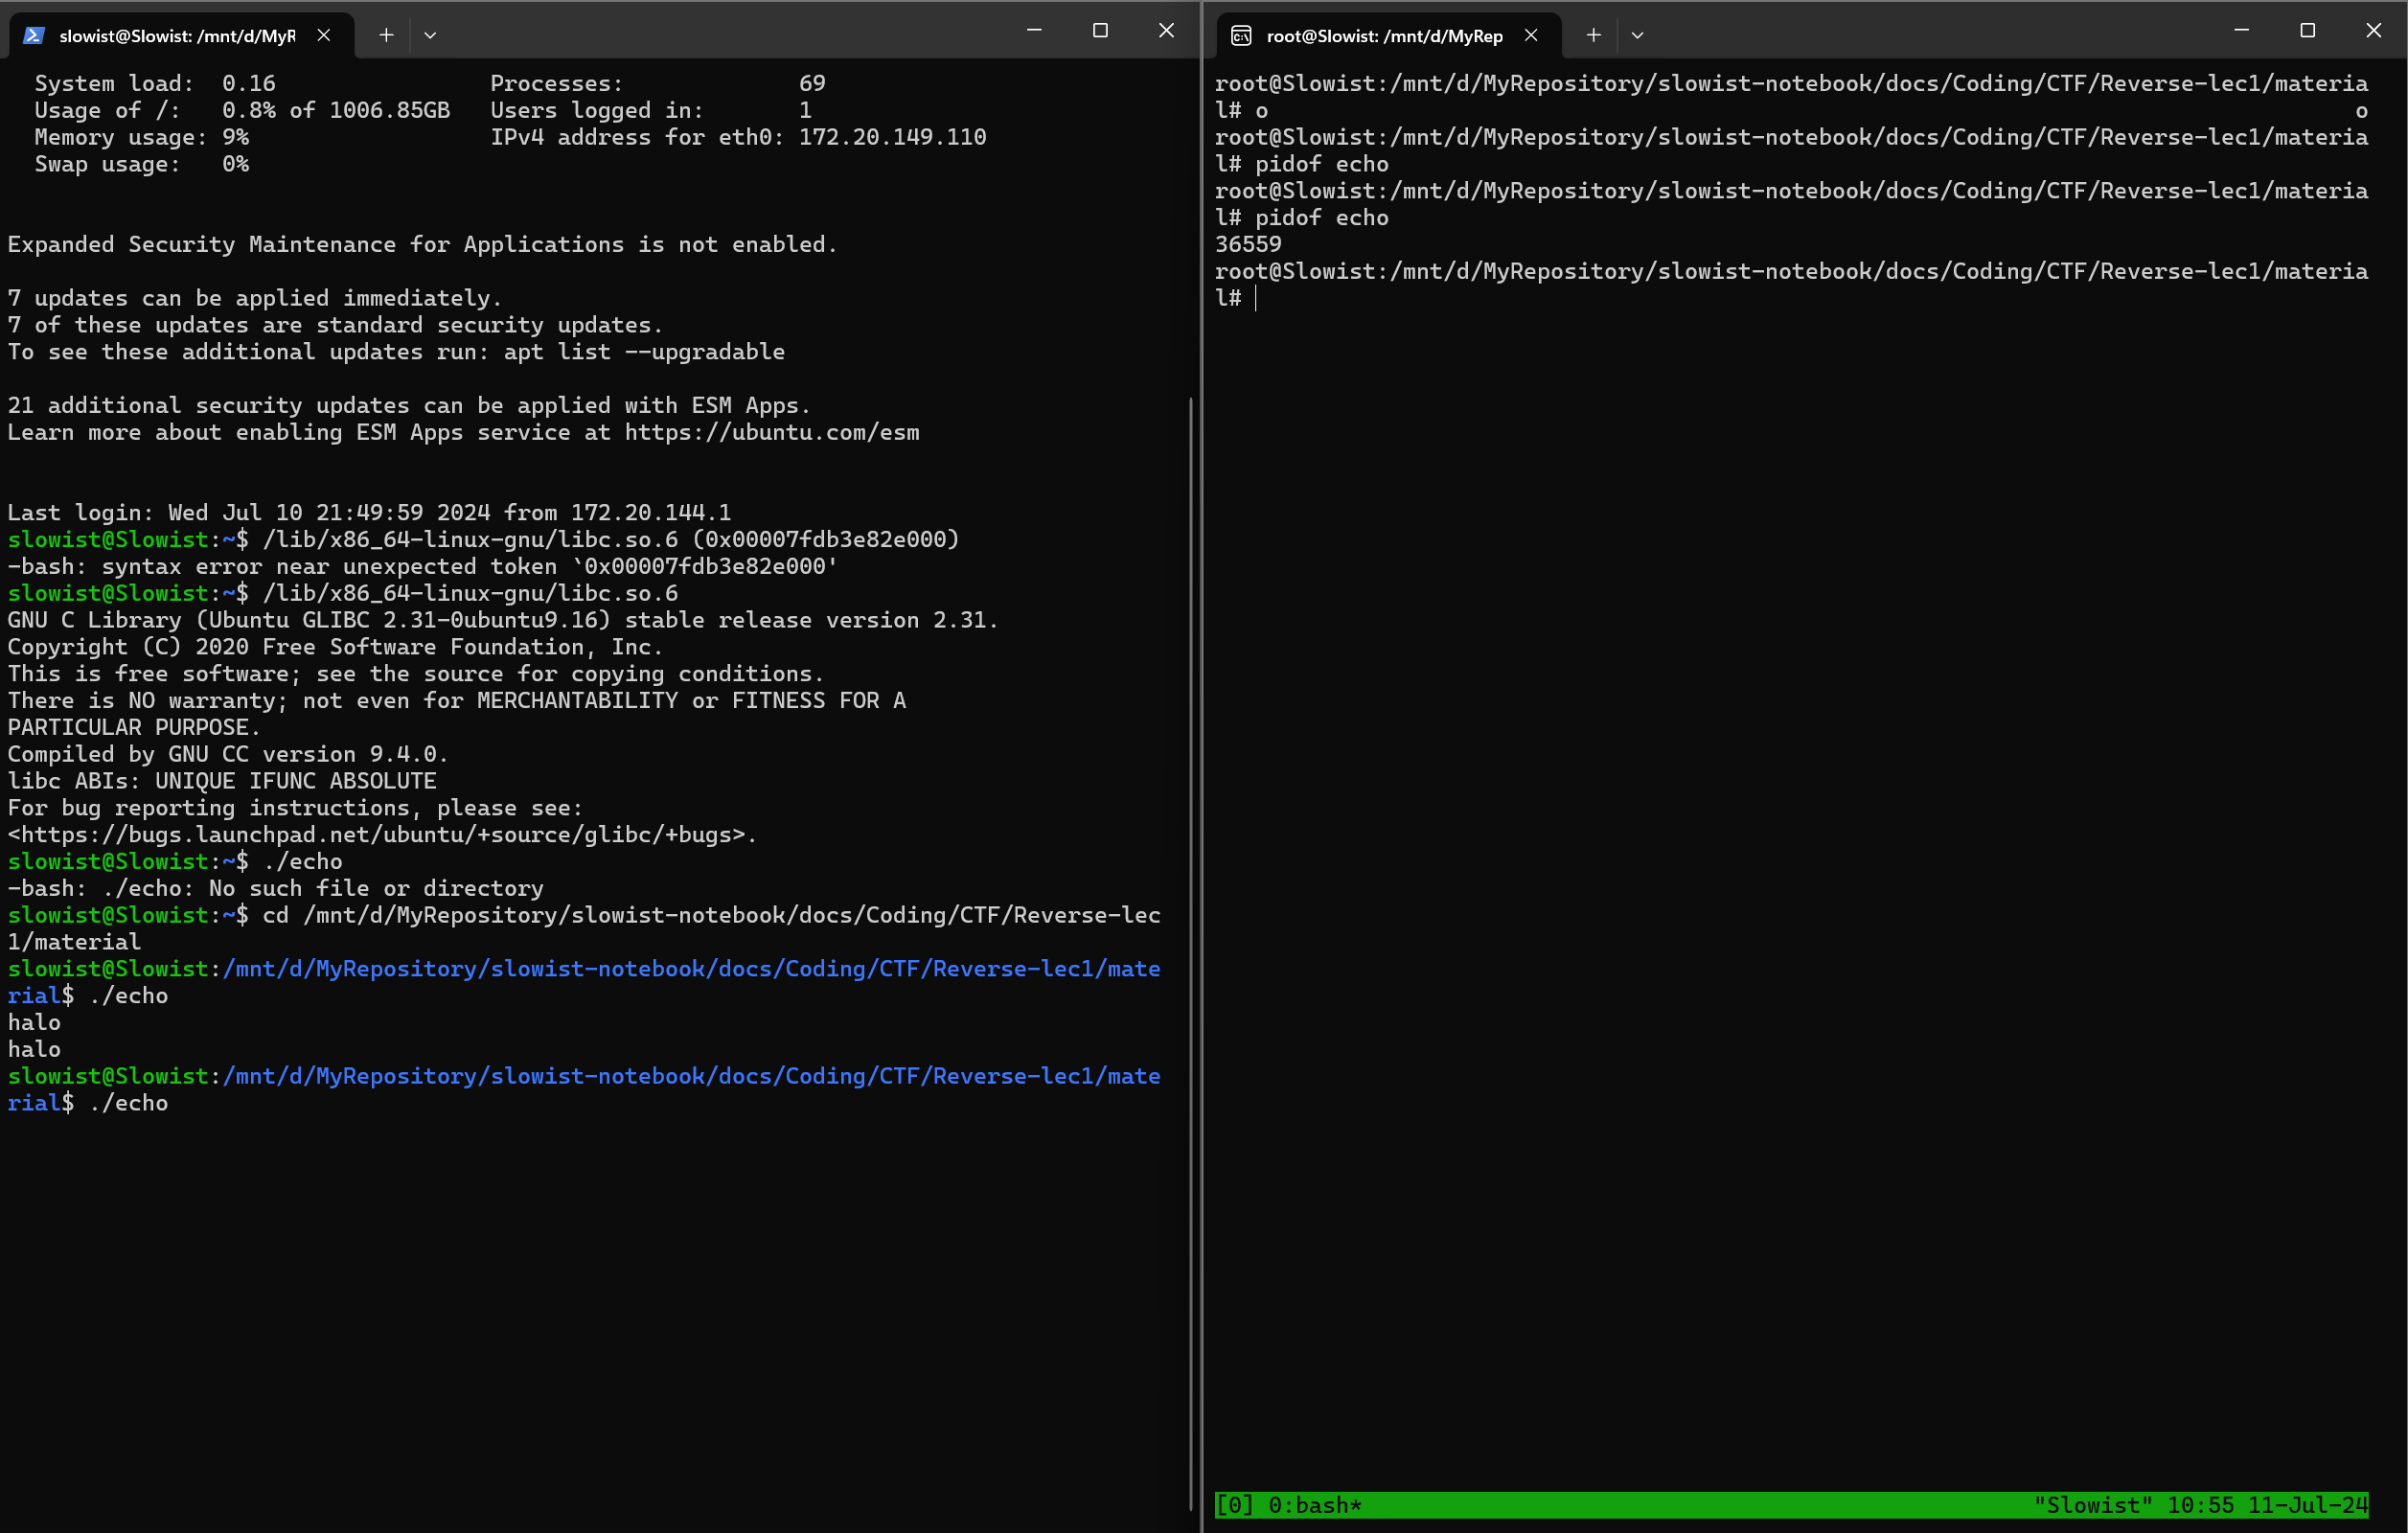 slowist@Slowist: /mnt/d/MyR
System load:  0.16                Processes:             69
Usage of /:   0.8% of 1006.85GB   Users logged in:       1
Memory usage: 9%                  IPv4 address for eth0: 172.20.149.110
Swap usage:   0%
Expanded Security Maintenance for Applications is not enabled.
7 updates can be applied immediately.
7 of these updates are standard security updates.
To see these additional updates run: apt list --upgradable
21 additional security updates can be applied with ESM Apps.
Learn more about enabling ESM Apps service at https://ubuntu.com/esm
Last login: Wed Jul 10 21:49:59 2024 from 172.20.144.1
slowist@Slowist:~$ /lib/x86_64-linux-gnu/libc.so.6 (0x00007fdb3e82e000)
-bash: syntax error near unexpected token `0x00007fdb3e82e000'
slowist@Slowist:~$ /lib/x86_64-linux-gnu/libc.so.6
GNU C Library (Ubuntu GLIBC 2.31-0ubuntu9.16) stable release version 2.31.
Copyright (C) 2020 Free Software Foundation, Inc.
This is free software; see the source for copying conditions.
There is NO warranty; not even for MERCHANTABILITY or FITNESS FOR A
PARTICULAR PURPOSE.
Compiled by GNU CC version 9.4.0.
libc ABIs: UNIQUE IFUNC ABSOLUTE
For bug reporting instructions, please see:
<https://bugs.launchpad.net/ubuntu/+source/glibc/+bugs>.
slowist@Slowist:~$ ./echo
-bash: ./echo: No such file or directory
slowist@Slowist:~$ cd /mnt/d/MyRepository/slowist-notebook/docs/Coding/CTF/Reverse-lec
1/material
slowist@Slowist:/mnt/d/MyRepository/slowist-notebook/docs/Coding/CTF/Reverse-lec1/mate
rial$ ./echo
halo
halo
slowist@Slowist:/mnt/d/MyRepository/slowist-notebook/docs/Coding/CTF/Reverse-lec1/mate
rial$ ./echo
root@Slowist: /mnt/d/MyRep
root@Slowist:/mnt/d/MyRepository/slowist-notebook/docs/Coding/CTF/Reverse-lec1/materia
l# o                                                                                 o
root@Slowist:/mnt/d/MyRepository/slowist-notebook/docs/Coding/CTF/Reverse-lec1/materia
l# pidof echo
root@Slowist:/mnt/d/MyRepository/slowist-notebook/docs/Coding/CTF/Reverse-lec1/materia
l# pidof echo
36559
root@Slowist:/mnt/d/MyRepository/slowist-notebook/docs/Coding/CTF/Reverse-lec1/materia
l#
[0] 0:bash*                                                  "Slowist" 10:55 11-Jul-24